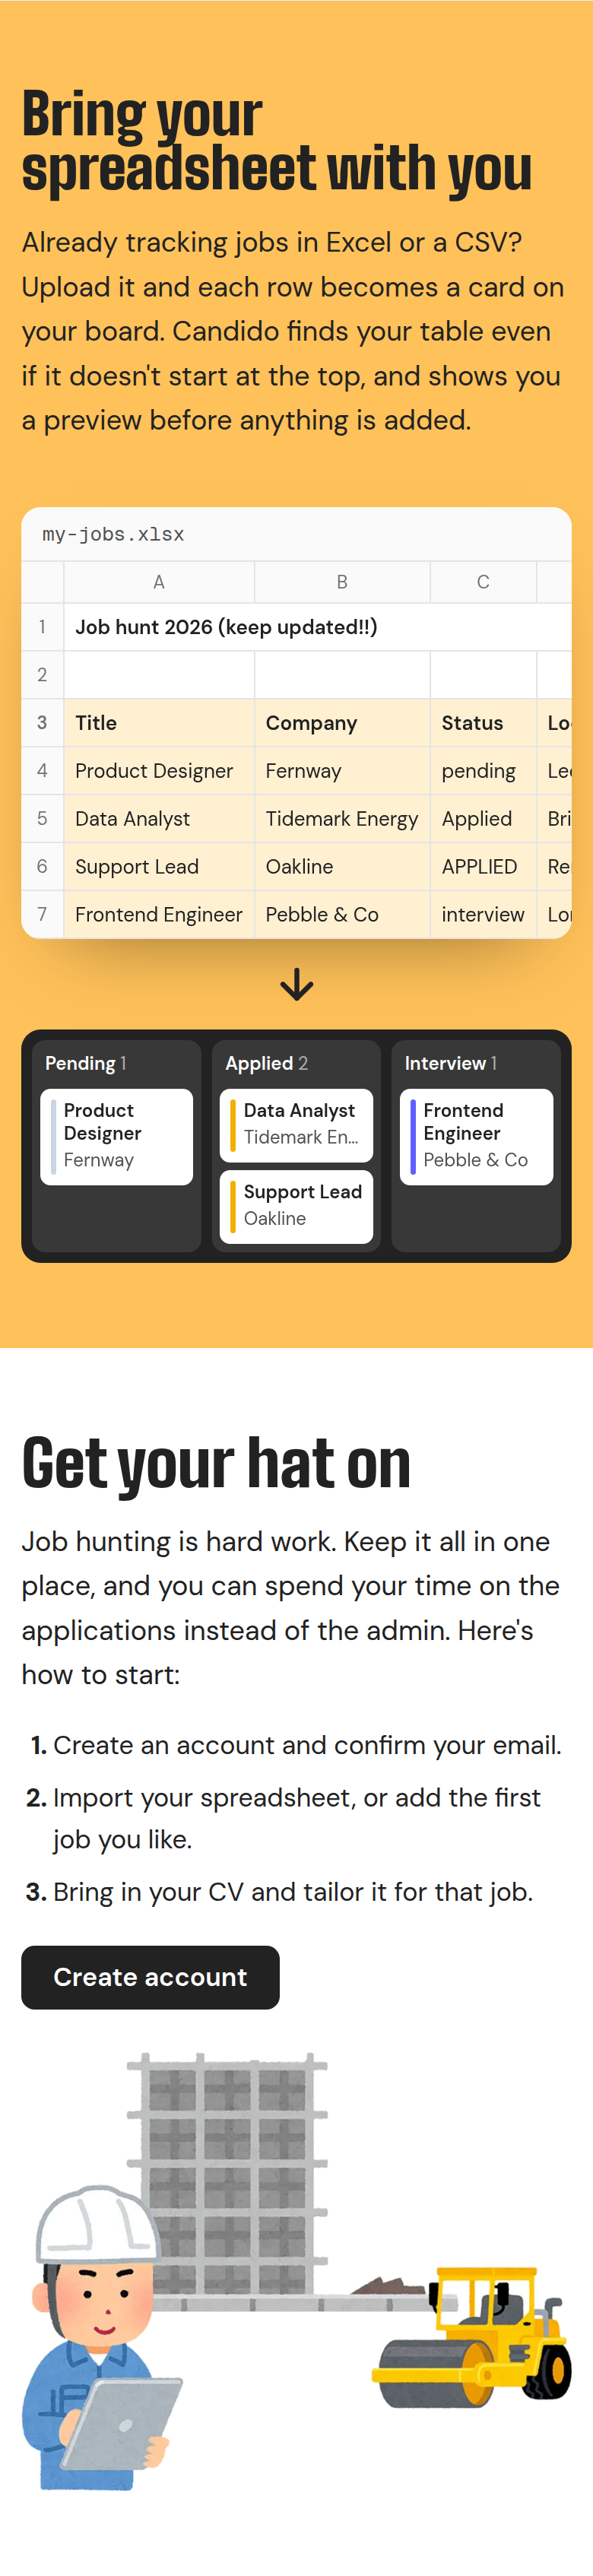 Bring your
spreadsheet with you
Already tracking jobs in Excel or a CSV?
Upload it and each row becomes a card on
your board. Candido finds your table even
if it doesn't start at the top, and shows you
a preview before anything is added.
my-jobs.xlsx
A B C
1 Job hunt 2026 (keep updated!!)
2
3 Title Company Status
4 Product Designer Fernway pending
5 Data Analyst Tidemark Energy Applied
6 Support Lead Oakline APPLIED
7 Frontend Engineer Pebble & Co interview
Pending 1
Product
Designer
Fernway
Applied 2
Data Analyst
Tidemark En...
Support Lead
Oakline
Interview 1
Frontend
Engineer
Pebble & Co
Get your hat on
Job hunting is hard work. Keep it all in one
place, and you can spend your time on the
applications instead of the admin. Here's
how to start:
1. Create an account and confirm your email.
2. Import your spreadsheet, or add the first
job you like.
3. Bring in your CV and tailor it for that job.
Create account